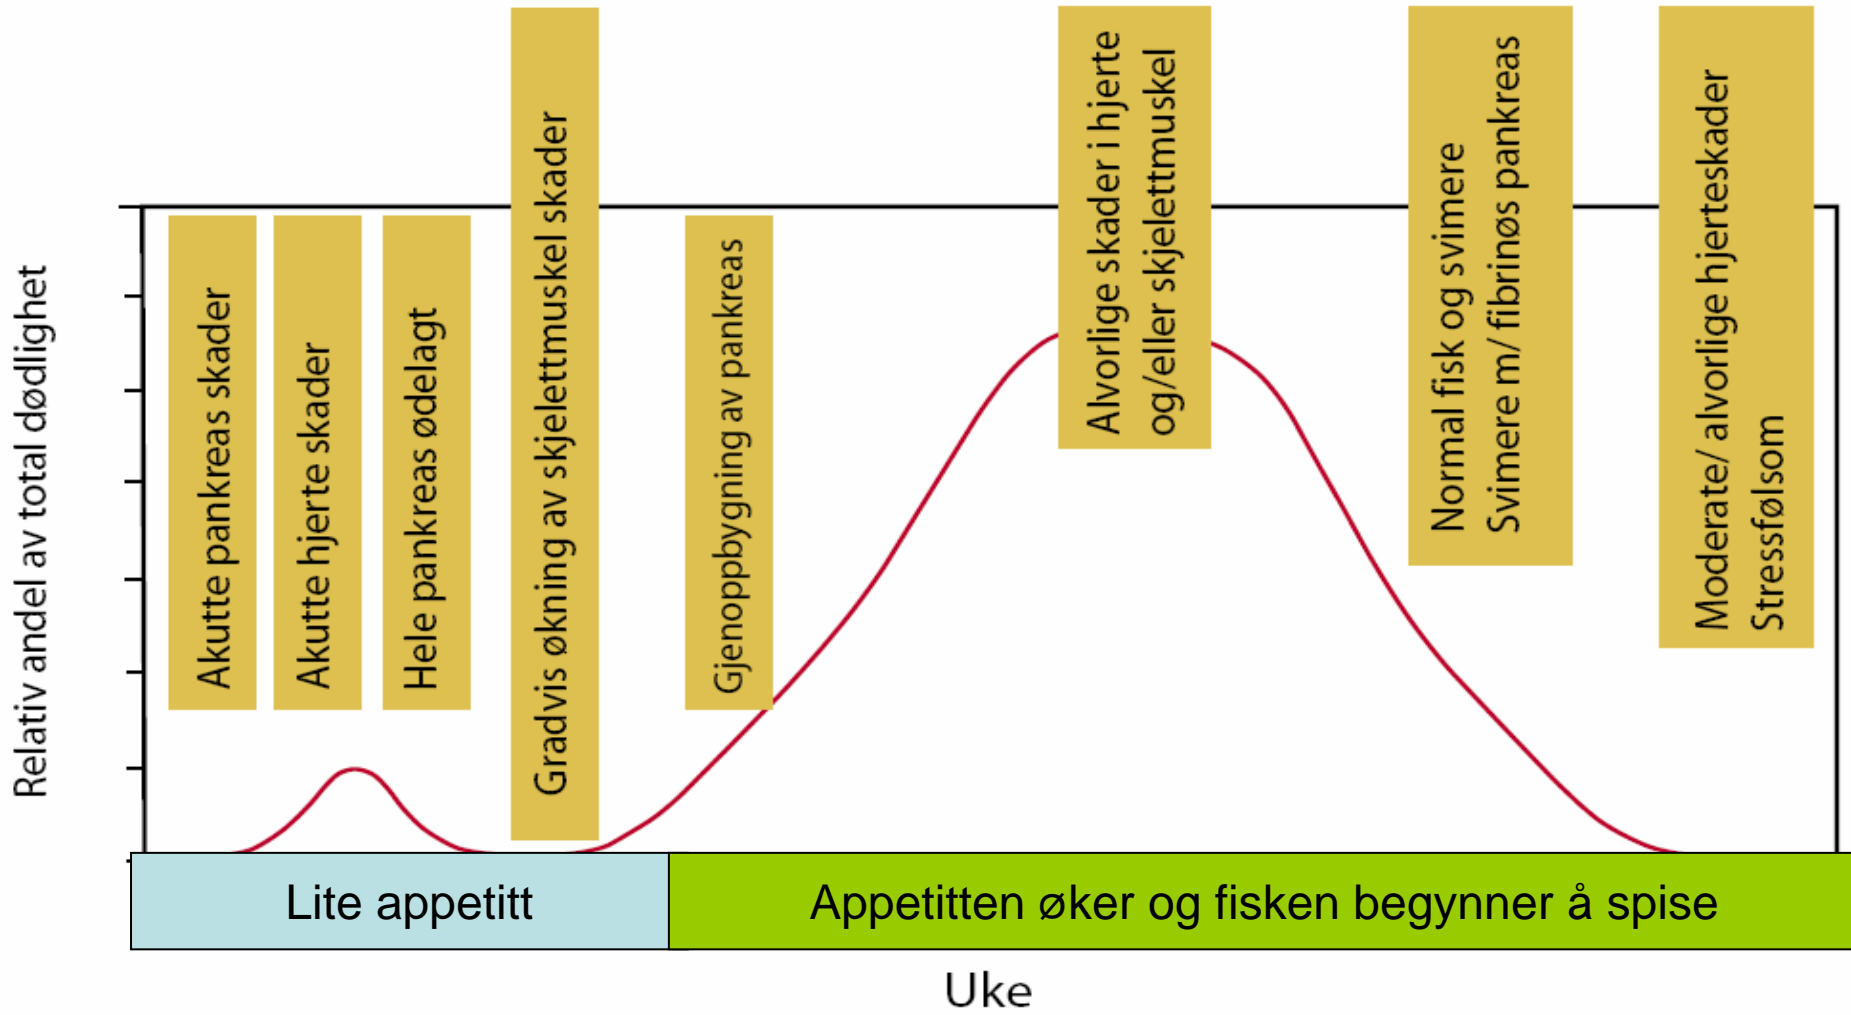 Relativ andel av total dødlighet
Akutte pankreas skader
Akutte hjerte skader
Hele pankreas ødelagt
Gradvis økning av skjelettmuskel skader
Gjenoppbygning av pankreas
Alvorlige skader i hjerte
og/eller skjelettmuskel
Normal fisk og svimere
Svimere m/ fibrinøs pankreas
Moderate/ alvorlige hjerteskader
Stressfølsom
Lite appetitt
Appetitten øker og fisken begynner å spise
Uke